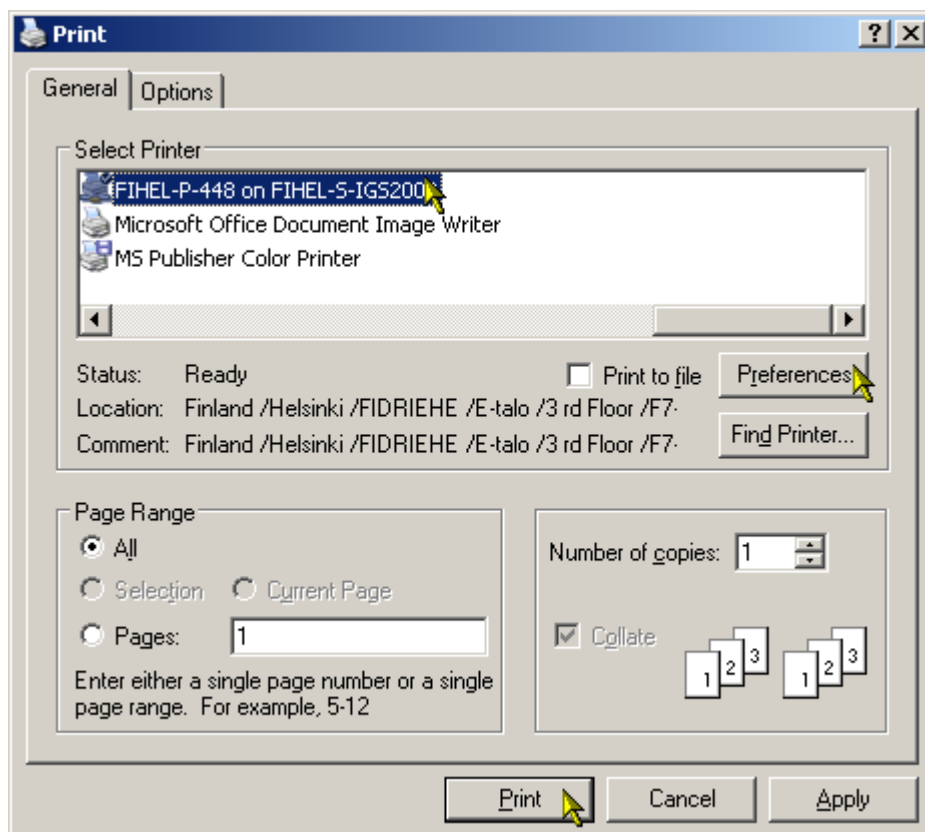 Print
General Options
Select Printer
FIHEL-P-448 on FIHEL-S-IGS200
Microsoft Office Document Image Writer
MS Publisher Color Printer
Status: Ready
Print to file
Preferences
Location: Finland /Helsinki /FIDRIEHE /E-talo /3 rd Floor /F7-
Comment: Finland /Helsinki /FIDRIEHE /E-talo /3 rd Floor /F7-
Find Printer...
Page Range
All
Selection Current Page
Pages: 1
Enter either a single page number or a single
page range. For example, 5-12
Number of copies: 1
Collate
1 2 3 1 2 3
Print Cancel Apply